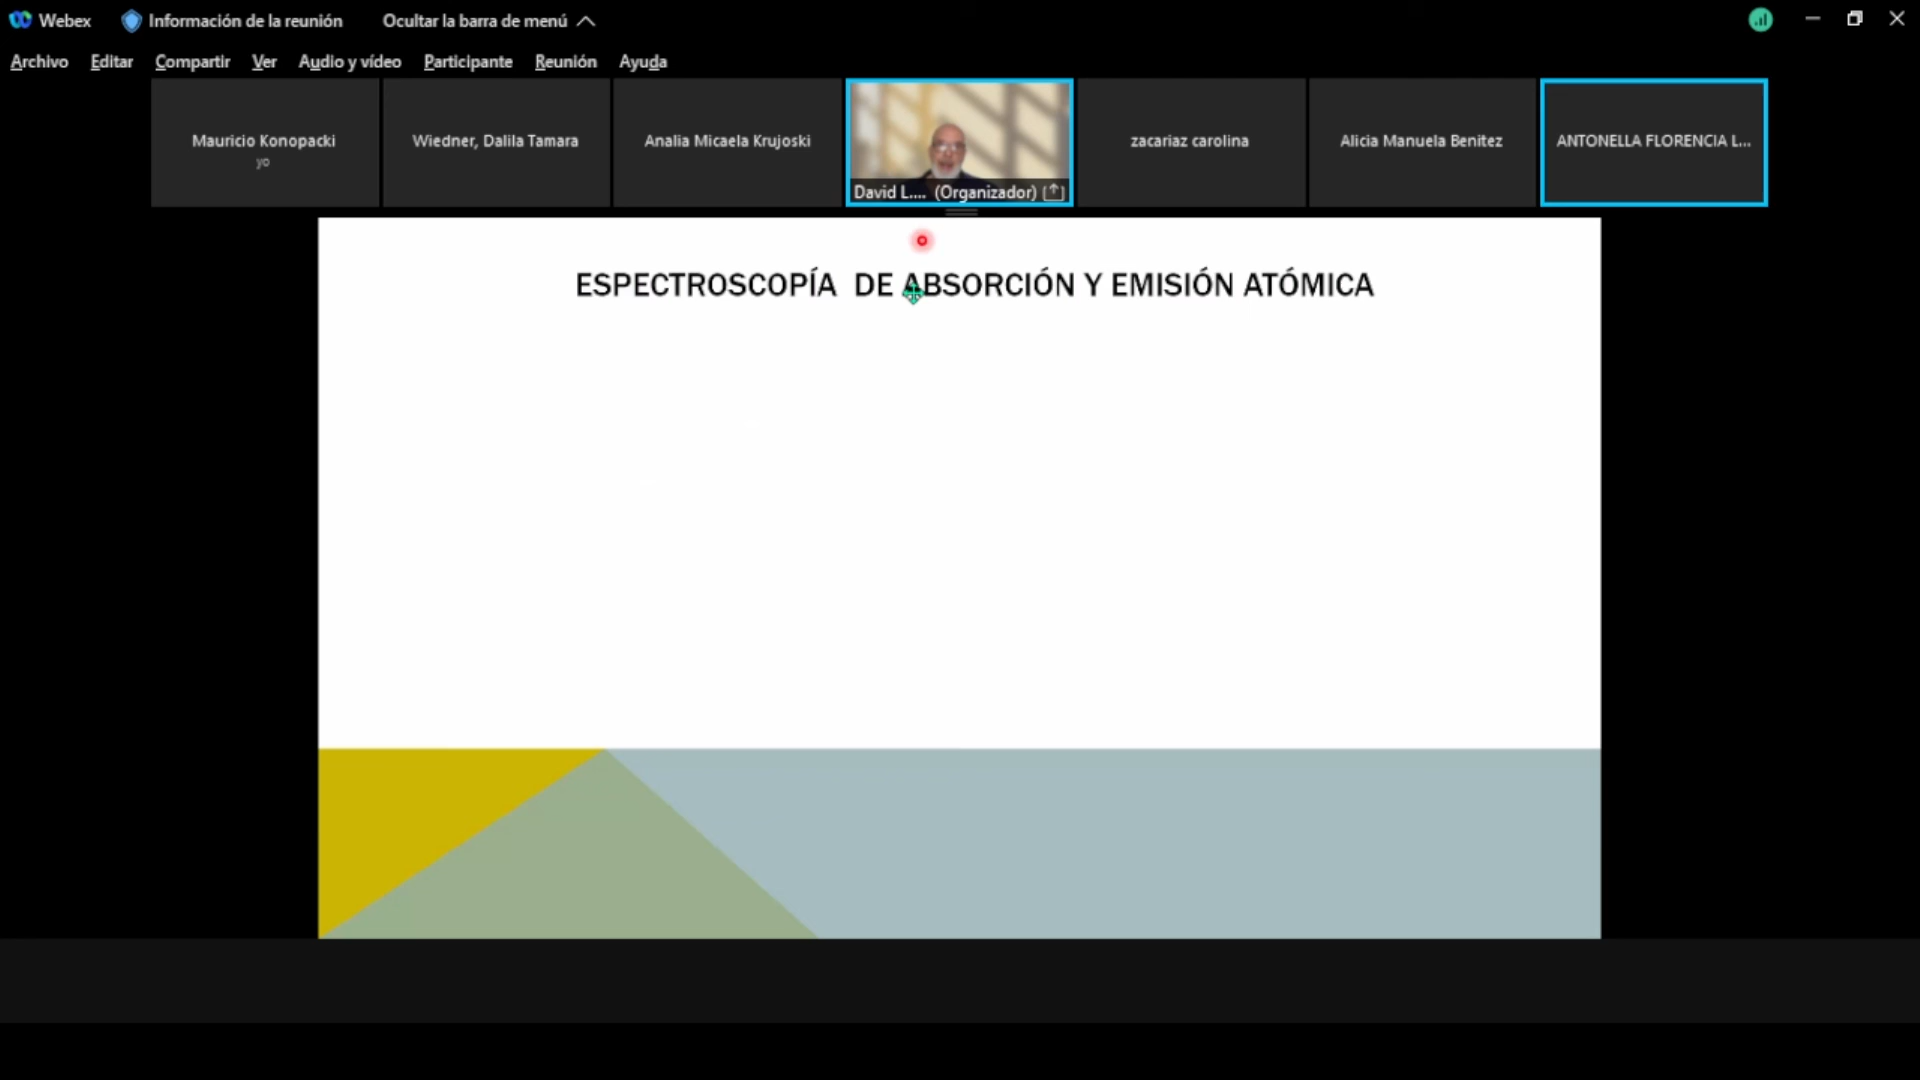 Webex Información de la reunión Ocultar la barra de menú
Archivo Editar Compartir Ver Audio y vídeo Participante Reunión Ayuda
Mauricio Konopacki
yo
Wiedner, Dalila Tamara
Analia Micaela Krujoski
David L.... (Organizador)
zacariaz carolina
Alicia Manuela Benitez
ANTONELLA FLORENCIA L...
ESPECTROSCOPÍA DE ABSORCIÓN Y EMISIÓN ATÓMICA